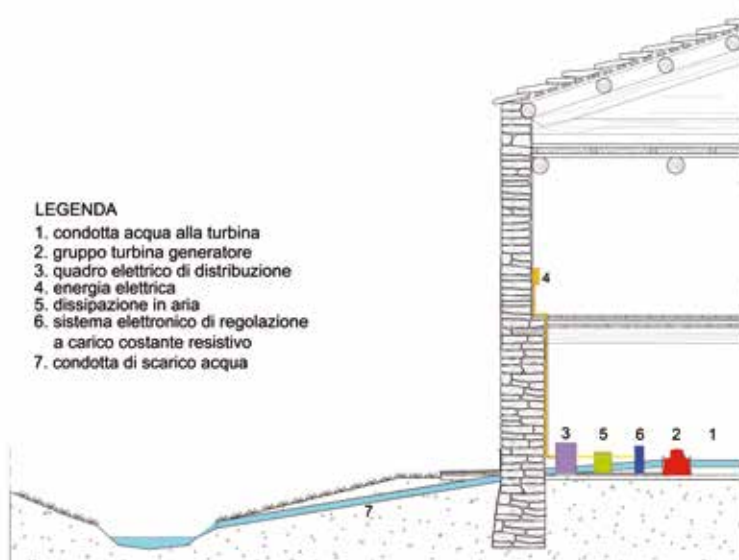 LEGENDA
1. condotta acqua alla turbina
2. gruppo turbina generatore
3. quadro elettrico di distribuzione
4. energia elettrica
5. dissipazione in aria
6. sistema elettronico di regolazione
a carico costante resistivo
7. condotta di scarico acqua
4
3 5 6 2 1
7